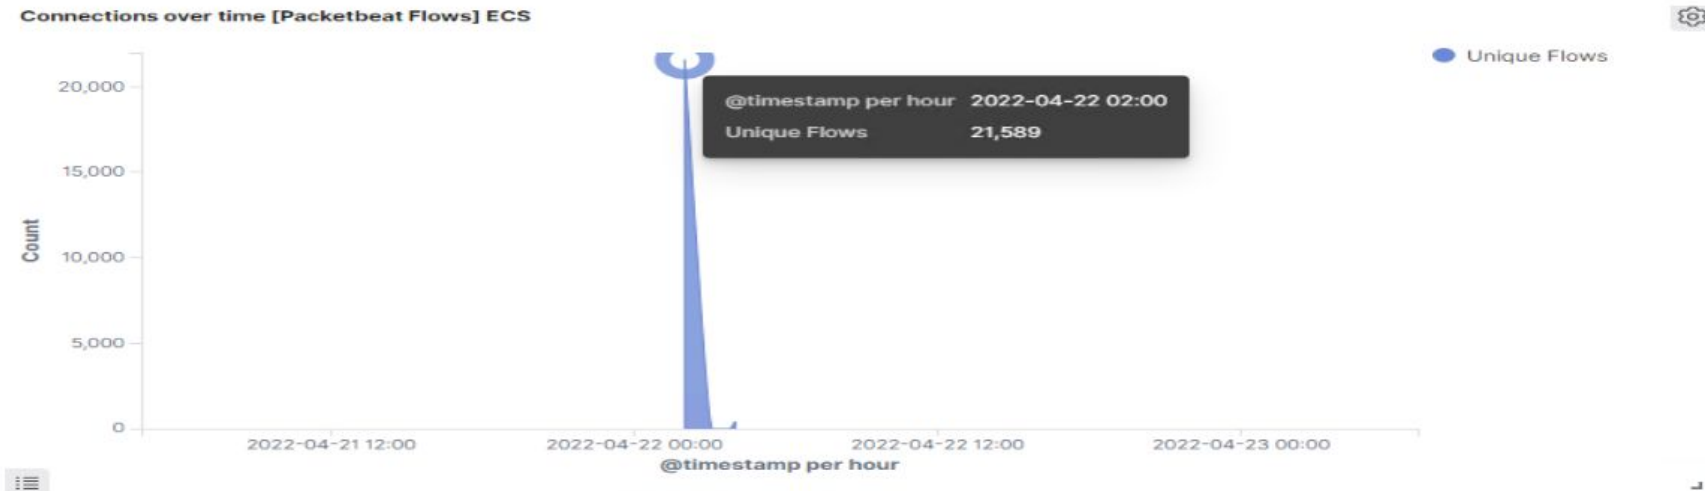 Connections over time [Packetbeat Flows] ECS
Unique Flows
20,000
15,000
10,000
5,000
0
Count
@timestamp per hour 2022-04-22 02:00
Unique Flows 21,589
2022-04-21 12:00 2022-04-22 00:00 2022-04-22 12:00 2022-04-23 00:00
@timestamp per hour